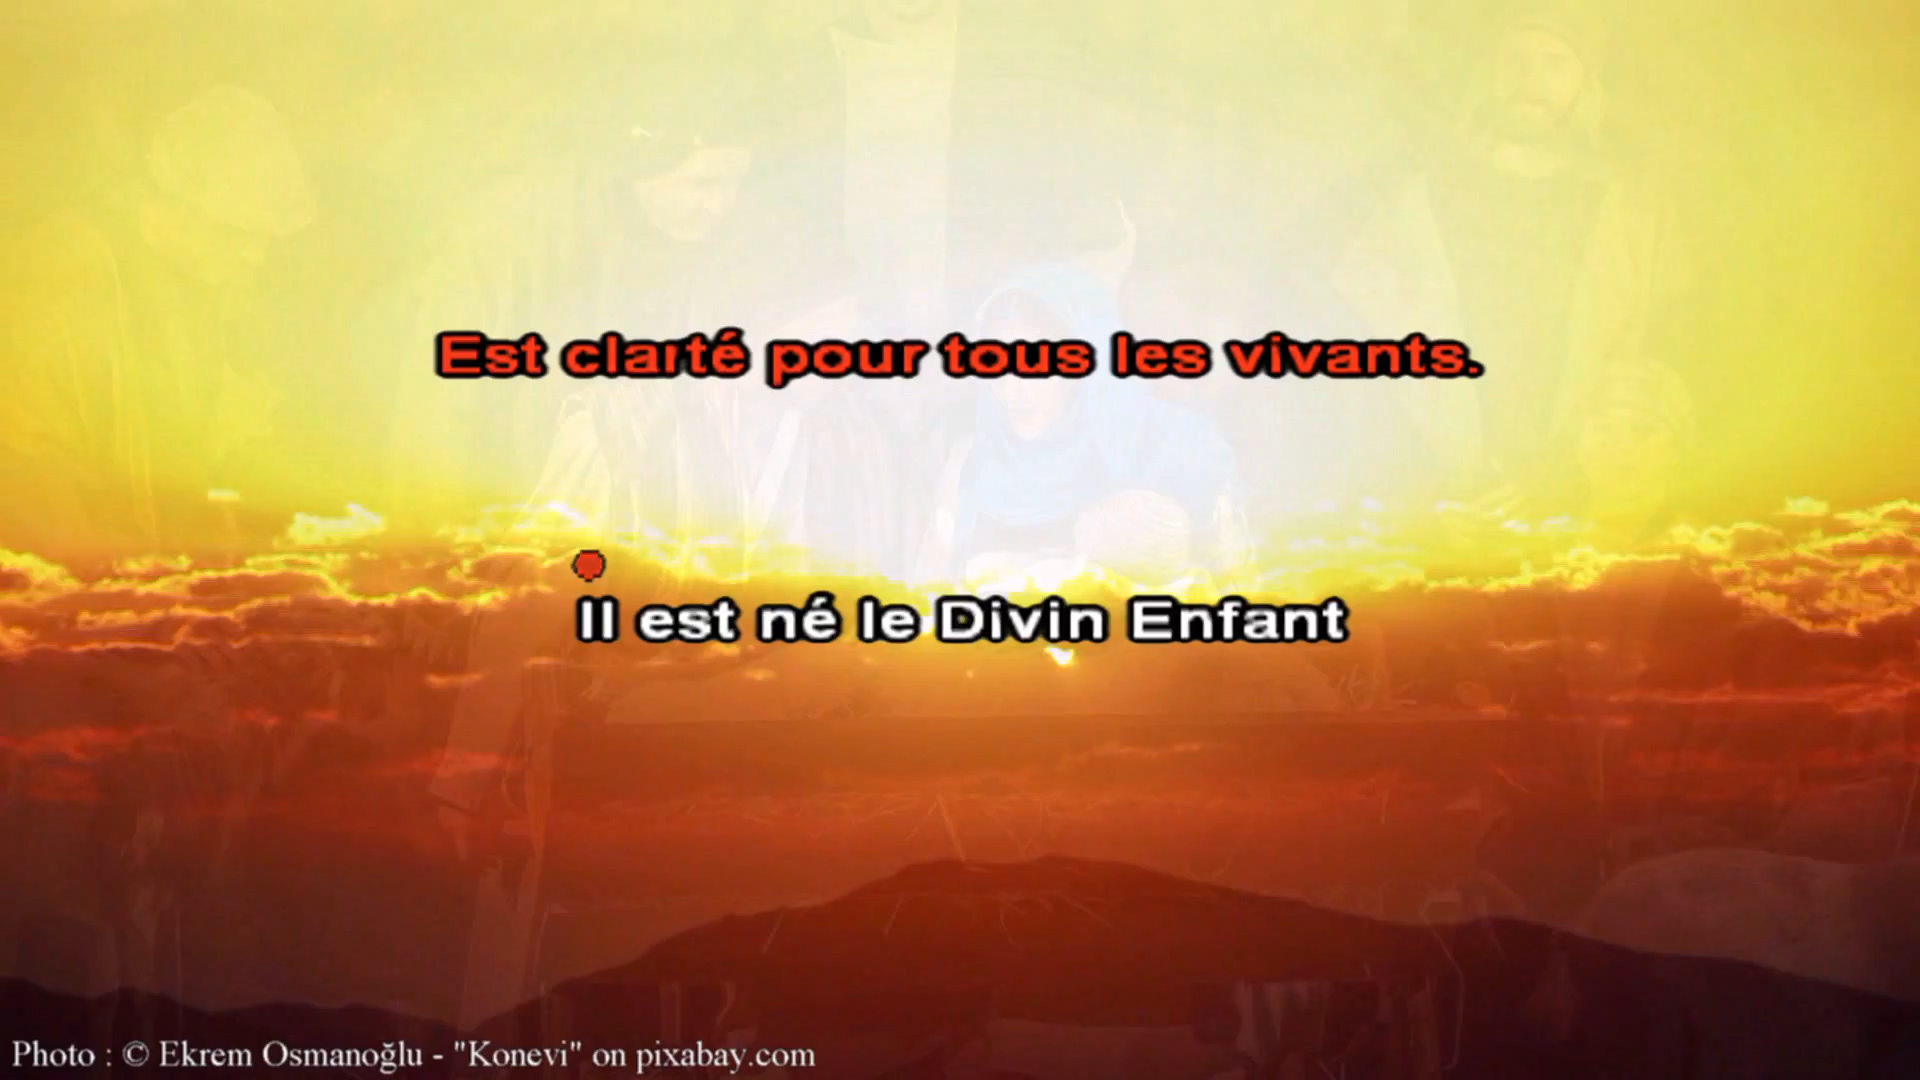 Est clarté pour tous les vivants.
Il est né le Divin Enfant
Photo : © Ekrem Osmanoğlu - "Konevi" on pixabay.com